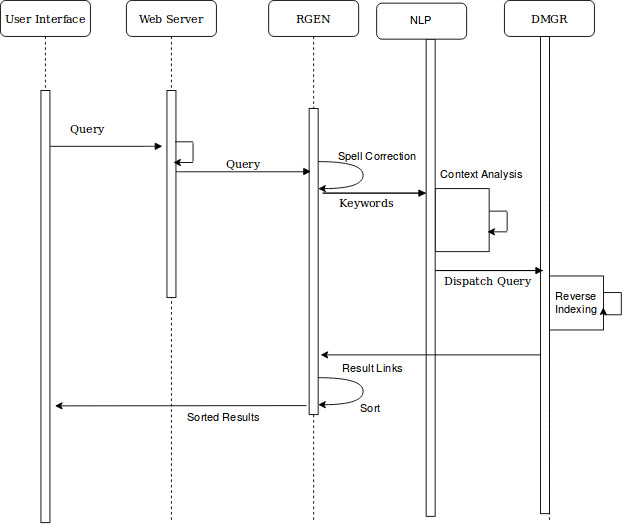 User Interface
Web Server
RGEN
NLP
DMGR
Query
Query
Spell Correction
Keywords
Context Analysis
Dispatch Query
Reverse
Indexing
Result Links
Sort
Sorted Results